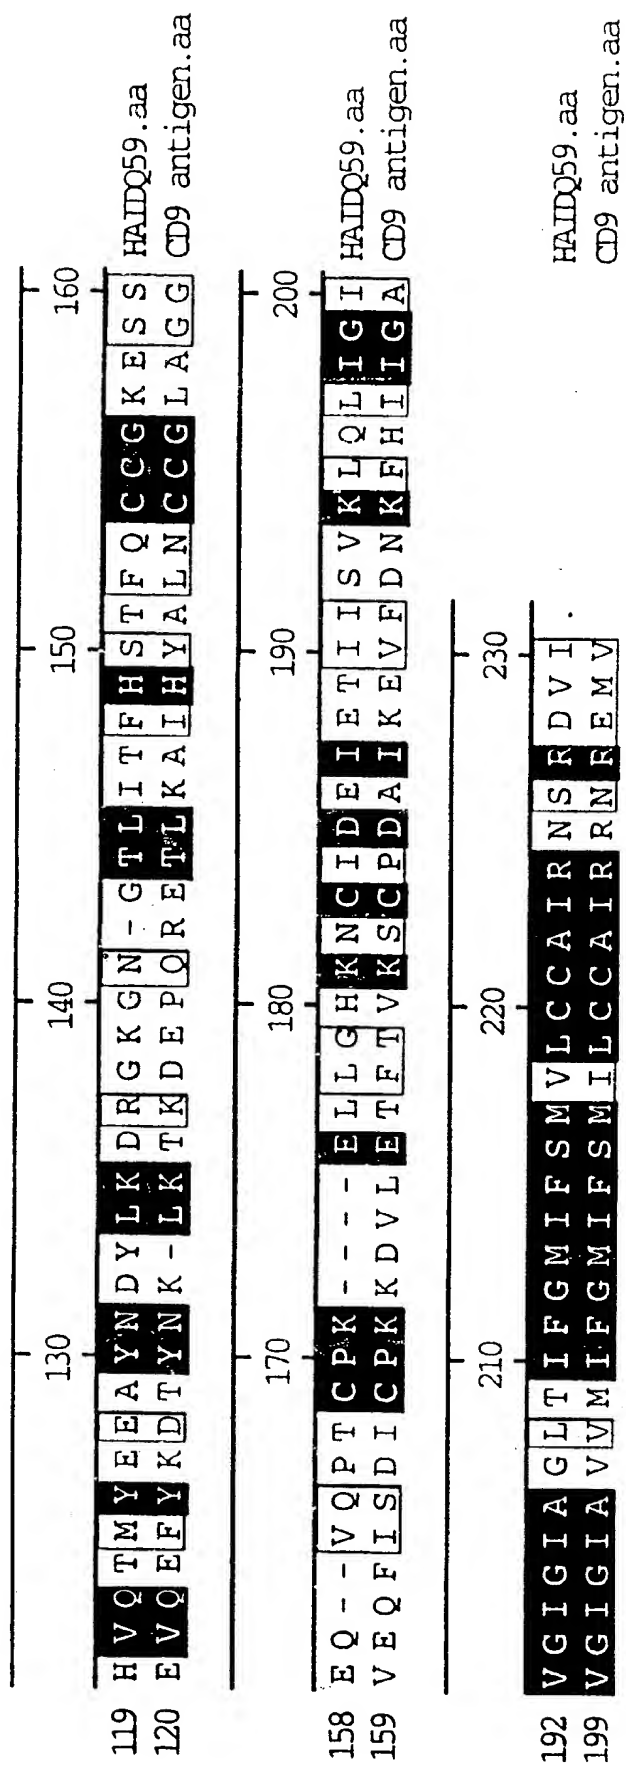 130 140 150 160
119 H V Q T M Y E E A Y N D Y L K D R G K G N - G T L I T F H S T F Q C C G K E S S HAIDQ59.aa
120 E V Q E F Y K D T Y N K - L K T K D E P Q R E T L K A I H Y A L N C C G L A G G CD9 antigen.aa
170 180 190 200
158 E Q - - V Q P T C P K - - - - E L L G H K N C I D E I E T I I S V K L Q L I G I HAIDQ59.aa
159 V E Q F I S D I C P K K D V L E T F T V K S C P D A I K E V F D N K F H I I G A CD9 antigen.aa
210 220 230
192 V G I G I A G L T I F G M I F S M V L C C A I R N S R D V I HAIDQ59.aa
199 V G I G I A V V M I F G M I F S M I L C C A I R R N R E M V CD9 antigen.aa